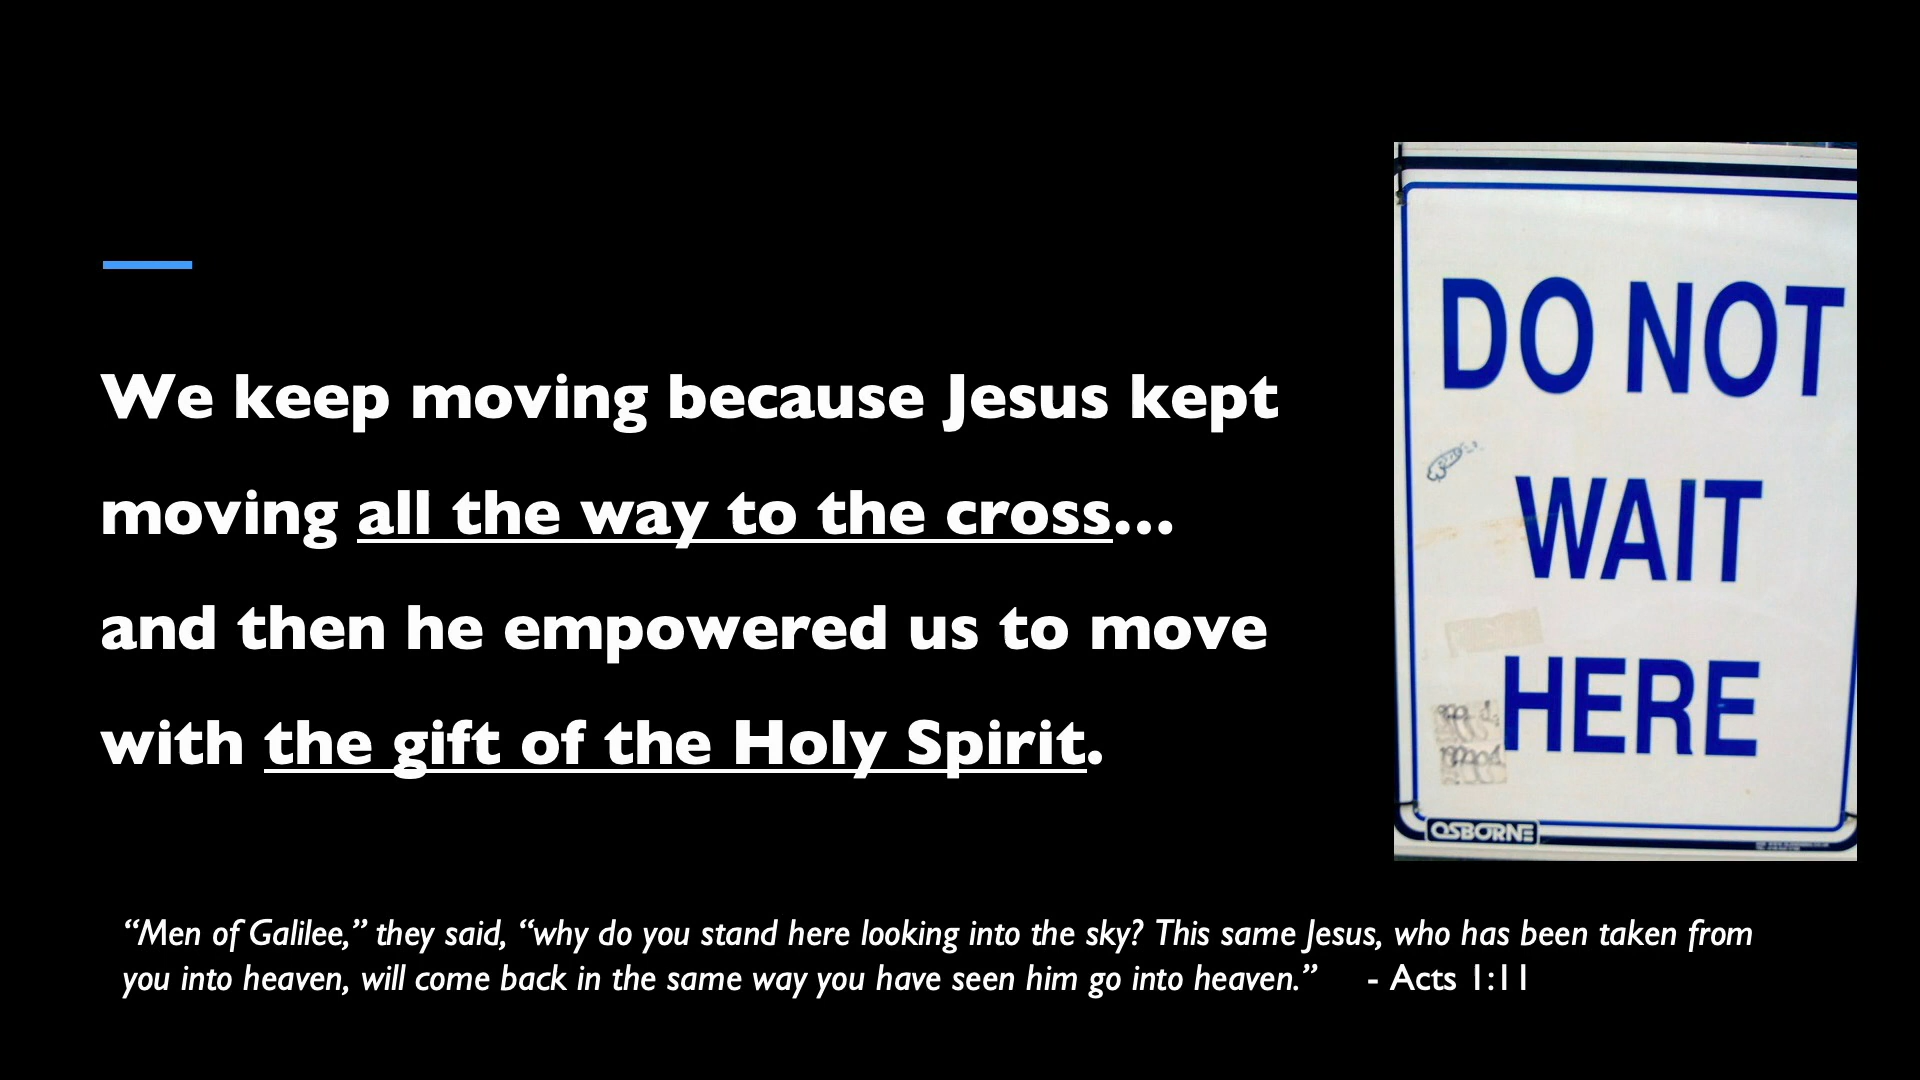 We keep moving because Jesus kept
moving all the way to the cross…
and then he empowered us to move
with the gift of the Holy Spirit.
DO NOT
WAIT
HERE
OSBORNE
“Men of Galilee,” they said, “why do you stand here looking into the sky? This same Jesus, who has been taken from
you into heaven, will come back in the same way you have seen him go into heaven.” - Acts 1:11